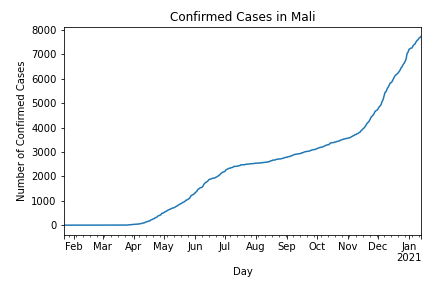 Confirmed Cases in Mali
Number of Confirmed Cases
8000
7000
6000
5000
4000
3000
2000
1000
0
Feb Mar Apr May Jun Jul Aug Sep Oct Nov Dec Jan
2021
Day